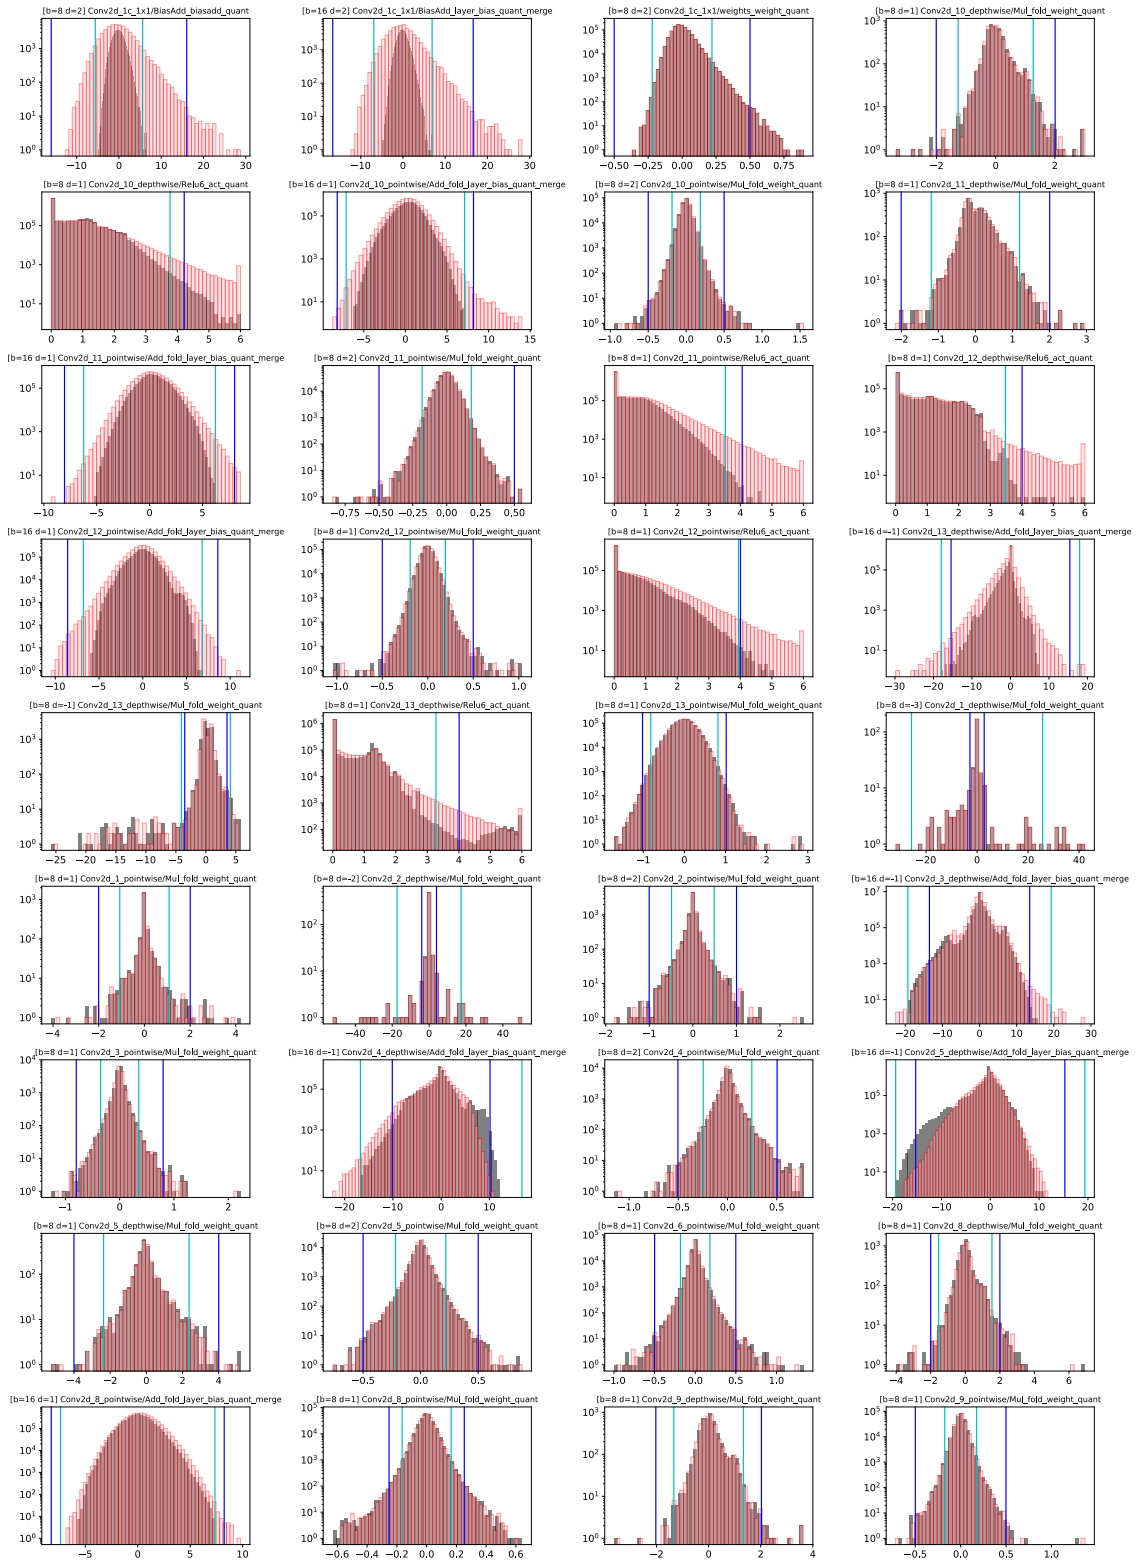 [b=8 d=2] Conv2d_1c_1x1/BiasAdd_biasadd_quant
[b=16 d=2] Conv2d_1c_1x1/BiasAdd_layer_bias_quant_merge
[b=8 d=2] Conv2d_1c_1x1/weights_weight_quant
[b=8 d=1] Conv2d_10_depthwise/Mul_fold_weight_quant
[b=8 d=1] Conv2d_10_depthwise/Relu6_act_quant
[b=16 d=1] Conv2d_10_pointwise/Add_fold_layer_bias_quant_merge
[b=8 d=2] Conv2d_10_pointwise/Mul_fold_weight_quant
[b=8 d=1] Conv2d_11_depthwise/Mul_fold_weight_quant
[b=16 d=1] Conv2d_11_pointwise/Add_fold_layer_bias_quant_merge
[b=8 d=2] Conv2d_11_pointwise/Mul_fold_weight_quant
[b=8 d=1] Conv2d_11_pointwise/Relu6_act_quant
[b=8 d=1] Conv2d_12_depthwise/Relu6_act_quant
[b=16 d=1] Conv2d_12_pointwise/Add_fold_layer_bias_quant_merge
[b=8 d=1] Conv2d_12_pointwise/Mul_fold_weight_quant
[b=8 d=1] Conv2d_12_pointwise/Relu6_act_quant
[b=16 d=-1] Conv2d_13_depthwise/Add_fold_layer_bias_quant_merge
[b=8 d=-1] Conv2d_13_depthwise/Mul_fold_weight_quant
[b=8 d=1] Conv2d_13_depthwise/Relu6_act_quant
[b=8 d=1] Conv2d_13_pointwise/Mul_fold_weight_quant
[b=8 d=-3] Conv2d_1_depthwise/Mul_fold_weight_quant
[b=8 d=1] Conv2d_1_pointwise/Mul_fold_weight_quant
[b=8 d=-2] Conv2d_2_depthwise/Mul_fold_weight_quant
[b=8 d=2] Conv2d_2_pointwise/Mul_fold_weight_quant
[b=16 d=-1] Conv2d_3_depthwise/Add_fold_layer_bias_quant_merge
[b=8 d=1] Conv2d_3_pointwise/Mul_fold_weight_quant
[b=16 d=-1] Conv2d_4_depthwise/Add_fold_layer_bias_quant_merge
[b=8 d=2] Conv2d_4_pointwise/Mul_fold_weight_quant
[b=16 d=-1] Conv2d_5_depthwise/Add_fold_layer_bias_quant_merge
[b=8 d=1] Conv2d_5_depthwise/Mul_fold_weight_quant
[b=8 d=2] Conv2d_5_pointwise/Mul_fold_weight_quant
[b=8 d=1] Conv2d_6_pointwise/Mul_fold_weight_quant
[b=8 d=1] Conv2d_8_depthwise/Mul_fold_weight_quant
[b=16 d=1] Conv2d_8_pointwise/Add_fold_layer_bias_quant_merge
[b=8 d=1] Conv2d_8_pointwise/Mul_fold_weight_quant
[b=8 d=1] Conv2d_9_depthwise/Mul_fold_weight_quant
[b=8 d=1] Conv2d_9_pointwise/Mul_fold_weight_quant